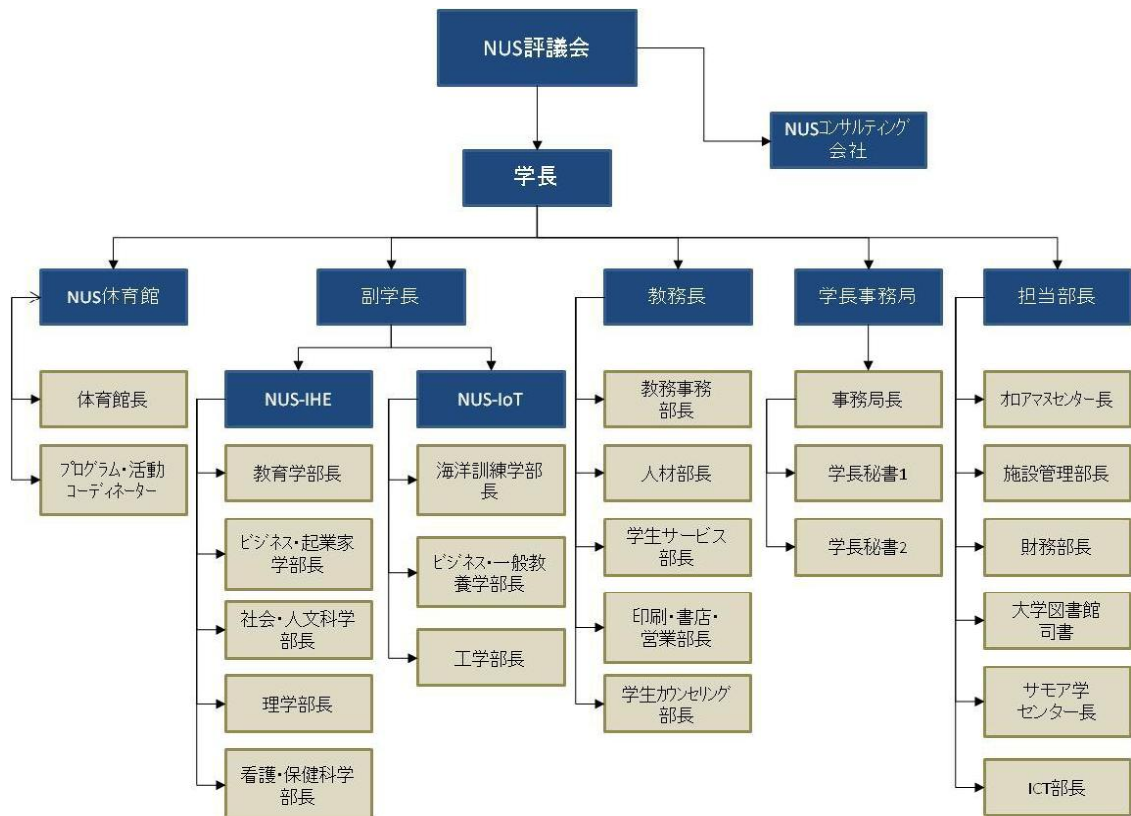 NUS評議会
NUSコンサルティング
会社
学長
NUS体育館
副学長
教務長
学長事務局
担当部長
体育館長
プログラム・活動
コーディネーター
NUS-IHE
教育学部長
ビジネス・起業家
学部長
社会・人文科学
部長
理学部長
看護・保健科学
部長
NUS-IoT
海洋訓練学部
長
ビジネス・一般教
養学部長
工学部長
教務事務
部長
人材部長
学生サービス
部長
印刷・書店・
営業部長
学生カウンセリング
部長
事務局長
学長秘書1
学長秘書2
オロアマヌセンター長
施設管理部長
財務部長
大学図書館
司書
サモア学
センター長
ICT部長